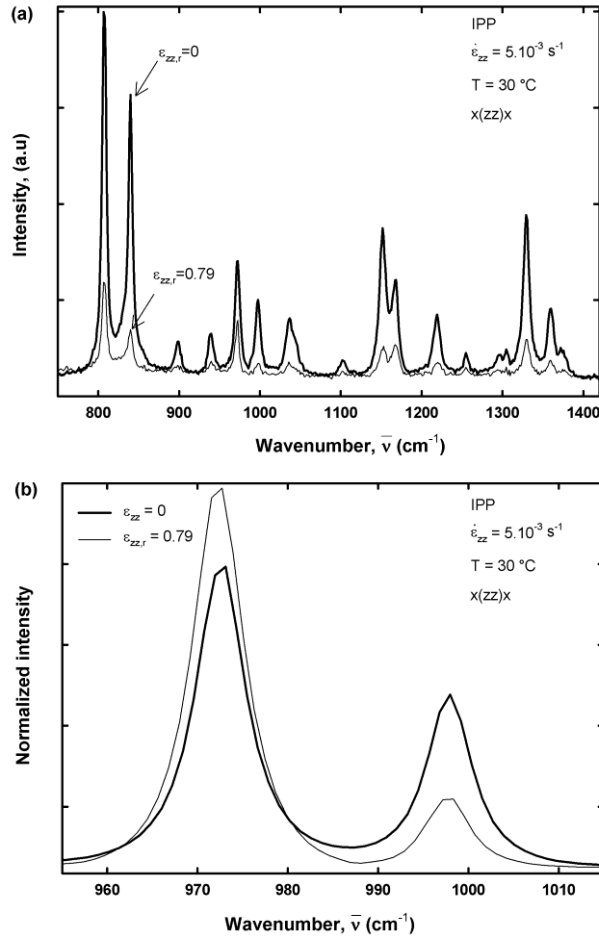 (a)
IPP
ε̇zz = 5.10⁻³ s⁻¹
T = 30 °C
x(zz)x
εzz,r=0
εzz,r=0.79
Intensity, (a.u)
800 900 1000 1100 1200 1300 1400
Wavenumber, ν̅ (cm⁻¹)
(b)
εzz = 0
εzz,r = 0.79
IPP
ε̇zz = 5.10⁻³ s⁻¹
T = 30 °C
x(zz)x
Normalized intensity
960 970 980 990 1000 1010
Wavenumber, ν̅ (cm⁻¹)